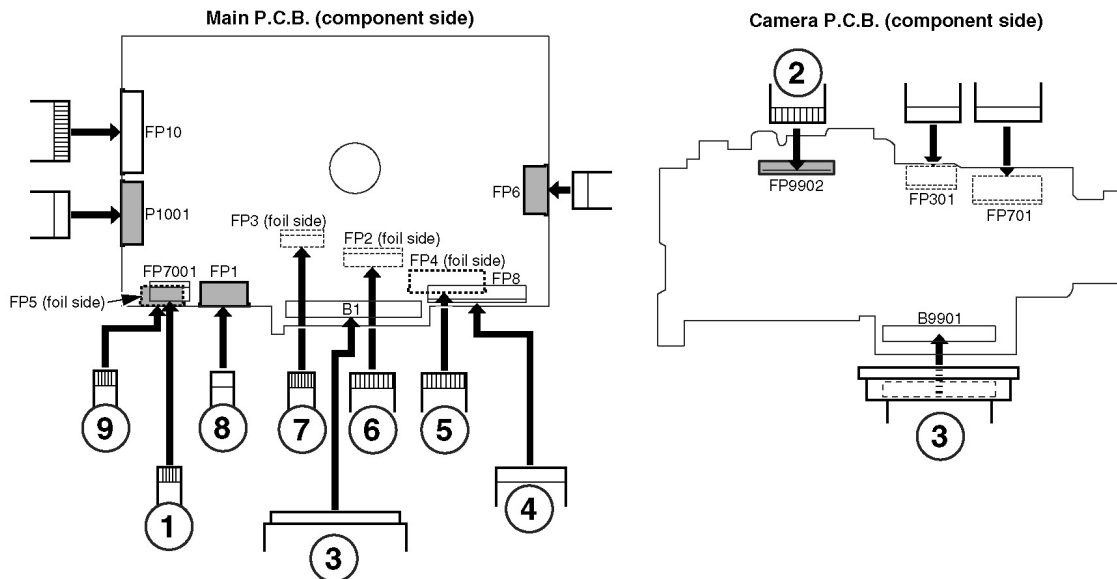 Main P.C.B. (component side)
Camera P.C.B. (component side)
2
FP10
P1001
FP6
FP9902
FP301
FP701
FP3 (foil side)
FP2 (foil side)
FP4 (foil side)
FP7001
FP1
FP8
FP5 (foil side)
B1
B9901
9
8
7
6
5
3
1
3
4